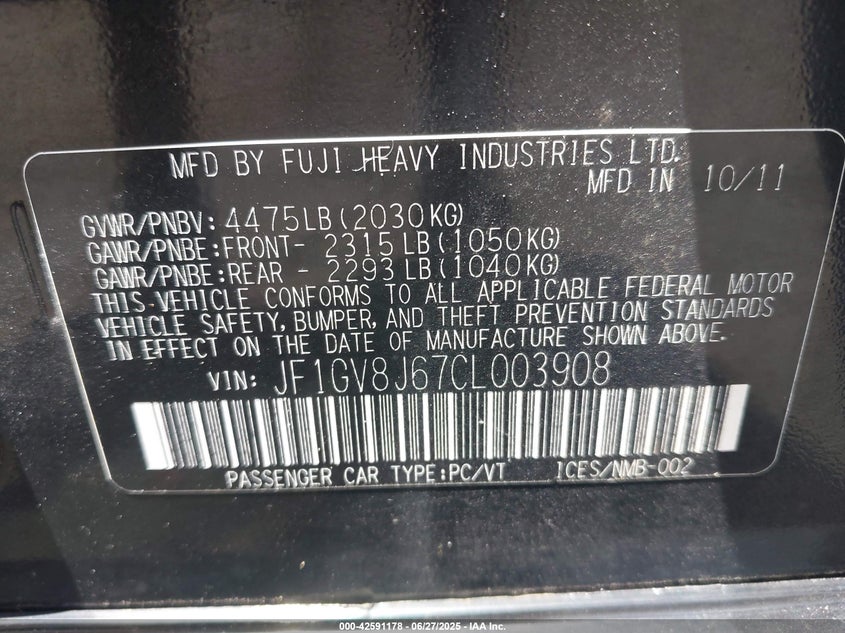 MFD BY FUJI HEAVY INDUSTRIES LTD.
MFD IN 10/11
GVWR/PNBV: 4475LB(2030KG)
GAWR/PNBE:FRONT- 2315LB(1050KG)
GAWR/PNBE:REAR - 2293LB(1040KG)
THIS VEHICLE CONFORMS TO ALL APPLICABLE FEDERAL MOTOR
VEHICLE SAFETY, BUMPER, AND THEFT PREVENTION STANDARDS
IN EFFECT ON THE DATE OF MANUFACTURE SHOWN ABOVE.
VIN: JF1GV8J67CL003908
PASSENGER CAR TYPE:PC/VT ICES/NMB-002
000-42591178 | 06/27/2025 - IAA Inc.